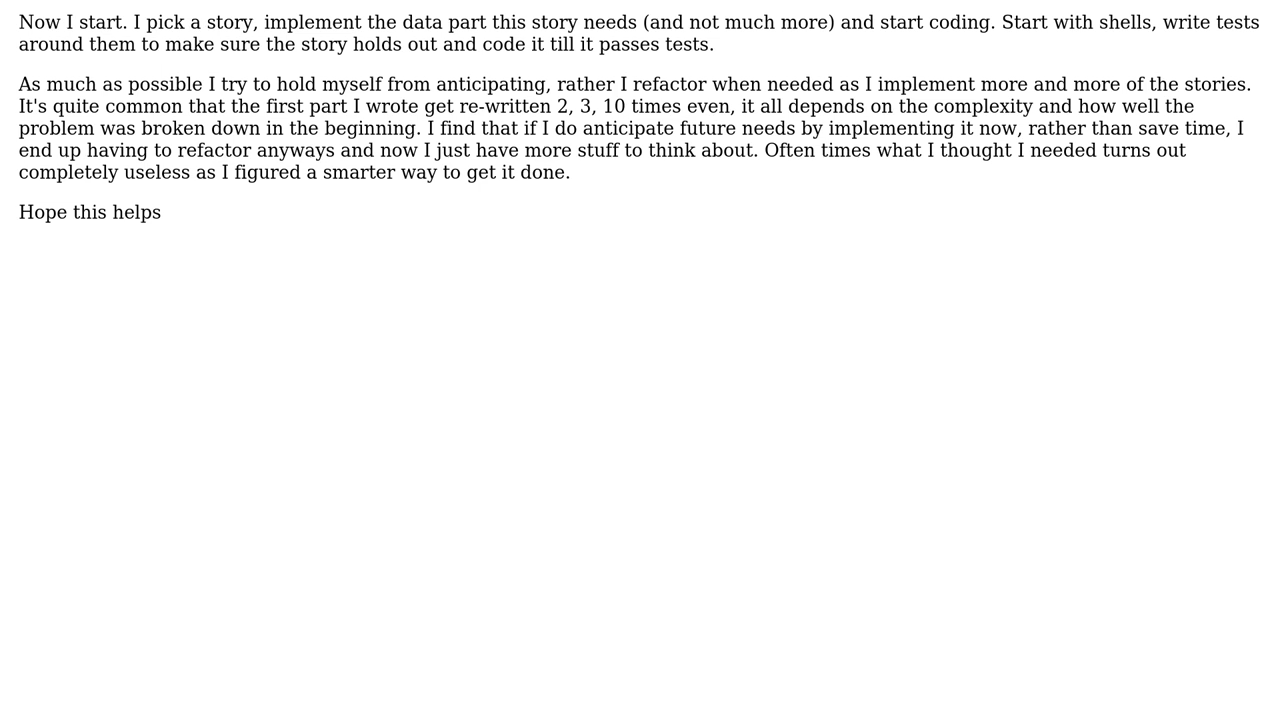 Now I start. I pick a story, implement the data part this story needs (and not much more) and start coding. Start with shells, write tests
around them to make sure the story holds out and code it till it passes tests.
As much as possible I try to hold myself from anticipating, rather I refactor when needed as I implement more and more of the stories.
It's quite common that the first part I wrote get re-written 2, 3, 10 times even, it all depends on the complexity and how well the
problem was broken down in the beginning. I find that if I do anticipate future needs by implementing it now, rather than save time, I
end up having to refactor anyways and now I just have more stuff to think about. Often times what I thought I needed turns out
completely useless as I figured a smarter way to get it done.
Hope this helps